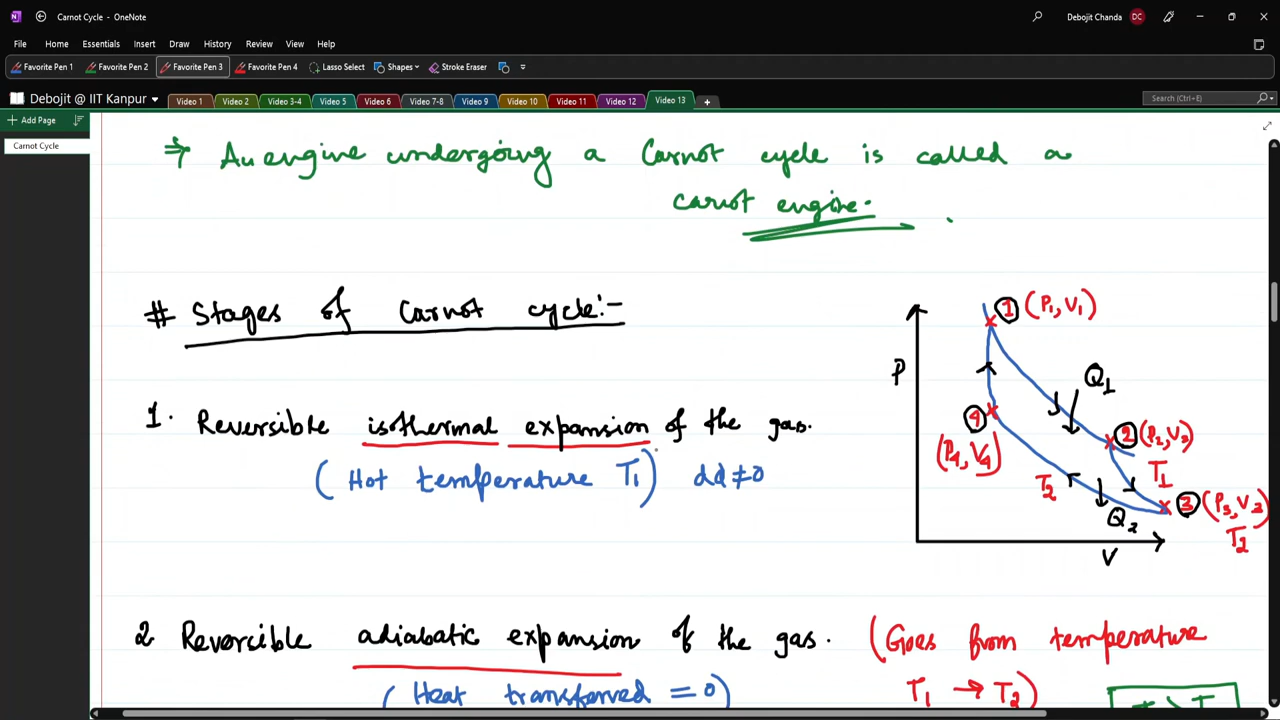 Carnot Cycle - OneNote
Debojit Chanda DC
File Home Essentials Insert Draw History Review View Help
Favorite Pen 1 Favorite Pen 2 Favorite Pen 3 Favorite Pen 4 Lasso Select Shapes Stroke Eraser
Debojit @ IIT Kanpur Video 1 Video 2 Video 3-4 Video 5 Video 6 Video 7-8 Video 9 Video 10 Video 11 Video 12 Video 13 + Search (Ctrl+E)
+ Add Page
Carnot Cycle
⇒ An engine undergoing a Carnot cycle is called a
carnot engine.
# Stages of Carnot cycle:-
1 (P1, V1)
P
Q1
4
(P4, V4)
2 (P2, V2)
T1
T2
Q2
3 (P3, V3)
T2
V
1. Reversible isothermal expansion of the gas.
(Hot temperature T1) dq ≠ 0
2 Reversible adiabatic expansion of the gas. (Goes from temperature
T1 → T2)
(Heat transferred = 0)